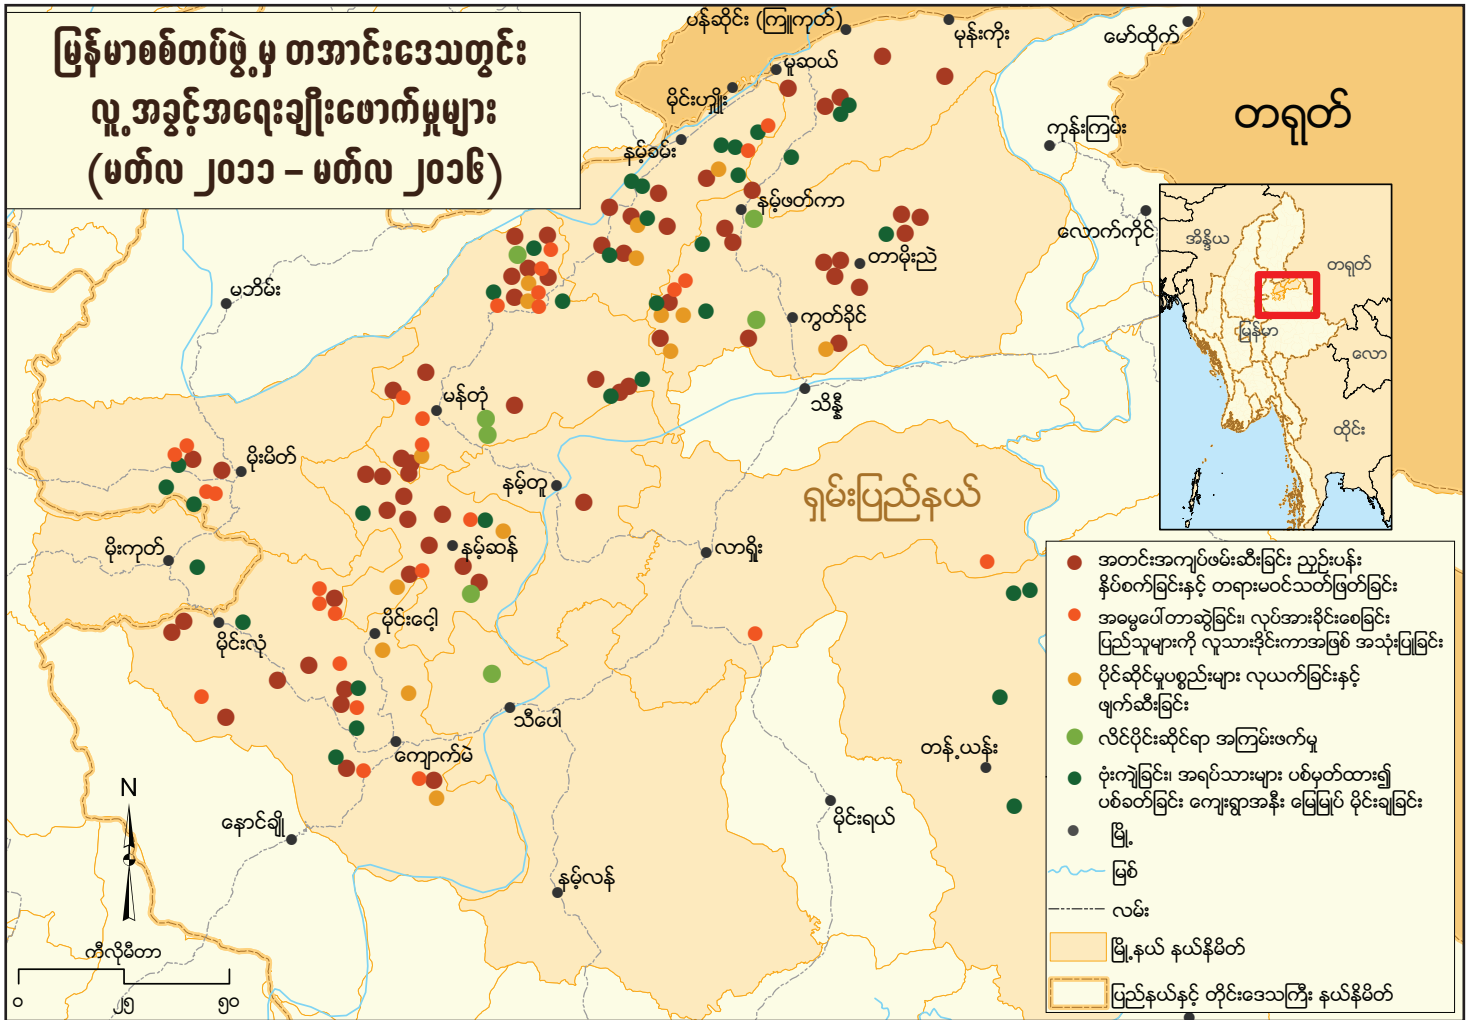 မြန်မာစစ်တပ်ဖွဲ့မှ တအာင်းဒေသတွင်း
လူ့အခွင့်အရေးချိုးဖောက်မှုများ
(မတ်လ ၂၀၁၁ – မတ်လ ၂၀၁၆)
ပန်ဆိုင်း (ကြူကုတ်)
မုန်းကိုး
မော်ထိုက်
မူဆယ်
မိုင်းဟျိုး
တရုတ်
ကုန်းကြမ်း
နမ့်ခမ်း
နမ့်ဖတ်ကာ
လောက်ကိုင်
တာမိုးညဲ
မဘိမ်း
ကွတ်ခိုင်
သိန္နီ
မန်တုံ
မိုးမိတ်
နမ့်တူ
ရှမ်းပြည်နယ်
မိုးကုတ်
နမ့်ဆန်
လာရှိုး
မိုင်းလုံ
မိုင်းငေါ့
သီပေါ
ကျောက်မဲ
တန့်ယန်း
နောင်ချို
မိုင်းရယ်
နမ့်လန်
အိန္ဒိယ
တရုတ်
မြန်မာ
လော
ထိုင်း
အတင်းအကျပ်ဖမ်းဆီးခြင်း ညှဉ်းပန်း
နှိပ်စက်ခြင်းနှင့် တရားမဝင်သတ်ဖြတ်ခြင်း
အဓမ္မပေါ်တာဆွဲခြင်း၊ လုပ်အားခိုင်းစေခြင်း
ပြည်သူများကို လူသားဒိုင်းကာအဖြစ် အသုံးပြုခြင်း
ပိုင်ဆိုင်မှုပစ္စည်းများ လုယက်ခြင်းနှင့်
ဖျက်ဆီးခြင်း
လိင်ပိုင်းဆိုင်ရာ အကြမ်းဖက်မှု
ဗုံးကျဲခြင်း၊ အရပ်သားများ ပစ်မှတ်ထား၍
ပစ်ခတ်ခြင်း ကျေးရွာအနီး မြေမြှုပ် မိုင်းချခြင်း
မြို့
မြစ်
လမ်း
မြို့နယ် နယ်နိမိတ်
ပြည်နယ်နှင့် တိုင်းဒေသကြီး နယ်နိမိတ်
N
ကီလိုမီတာ
၀ ၂၅ ၅၀